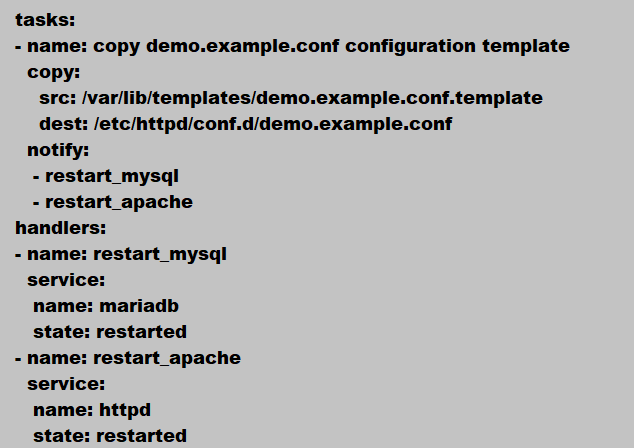 tasks:
- name: copy demo.example.conf configuration template
  copy:
    src: /var/lib/templates/demo.example.conf.template
    dest: /etc/httpd/conf.d/demo.example.conf
  notify:
   - restart_mysql
   - restart_apache
handlers:
- name: restart_mysql
  service:
   name: mariadb
   state: restarted
- name: restart_apache
  service:
   name: httpd
   state: restarted